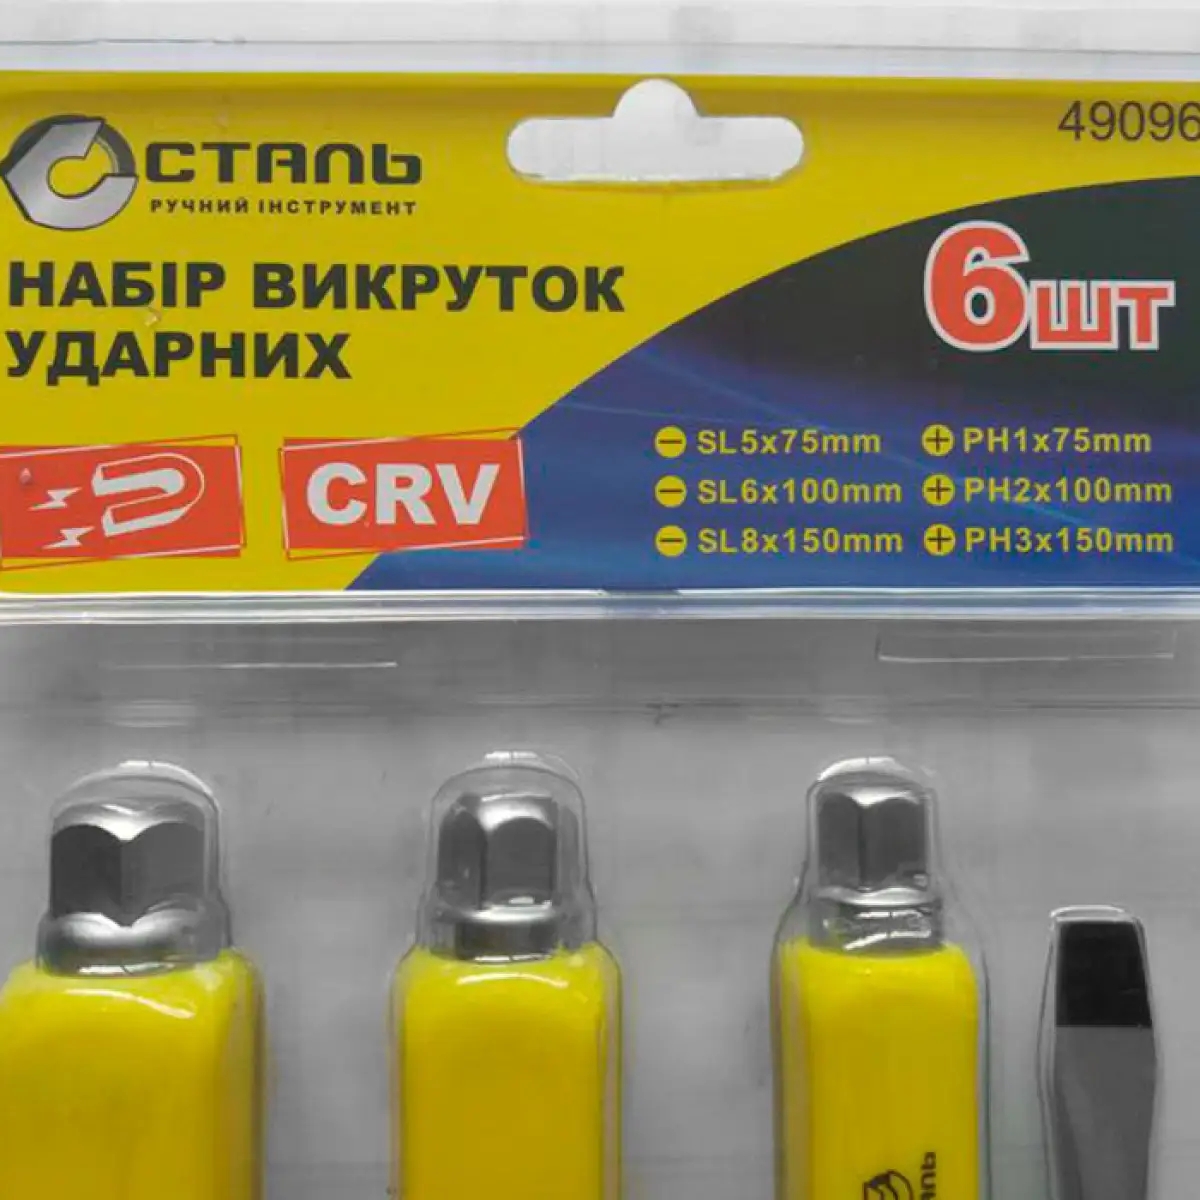 49096
СТАЛЬ
РУЧНИЙ ІНСТРУМЕНТ
НАБІР ВИКРУТОК
УДАРНИХ
6шт
CRV
SL5x75mm PH1x75mm
SL6x100mm PH2x100mm
SL8x150mm PH3x150mm